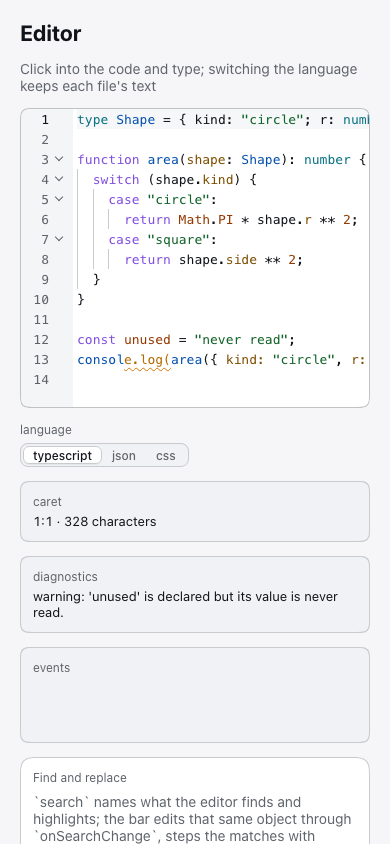 Editor
Click into the code and type; switching the language
keeps each file's text
1 type Shape = { kind: "circle"; r: numb
2
3 function area(shape: Shape): number {
4 switch (shape.kind) {
5 case "circle":
6 return Math.PI * shape.r ** 2;
7 case "square":
8 return shape.side ** 2;
9 }
10 }
11
12 const unused = "never read";
13 console.log(area({ kind: "circle", r:
14
language
typescript json css
caret
1:1 · 328 characters
diagnostics
warning: 'unused' is declared but its value is never
read.
events
Find and replace
`search` names what the editor finds and
highlights; the bar edits that same object through
`onSearchChange`, steps the matches with